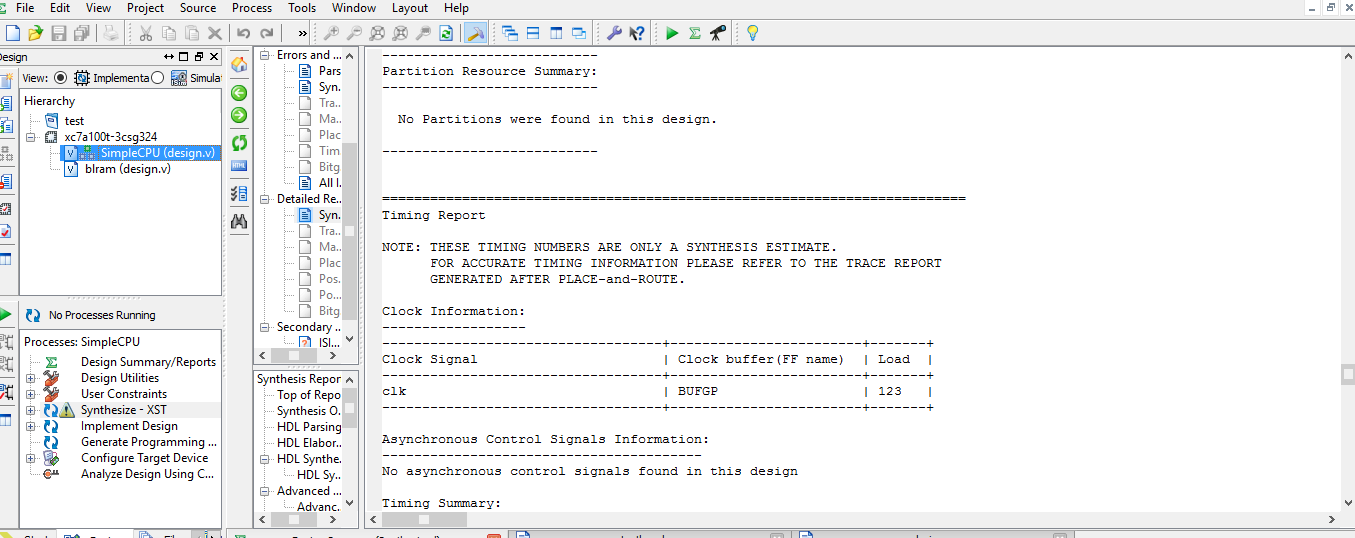 File Edit View Project Source Process Tools Window Layout Help
Design
View: Implementa Simulat
Hierarchy
test
xc7a100t-3csg324
SimpleCPU (design.v)
blram (design.v)
No Processes Running
Processes: SimpleCPU
Design Summary/Reports
Design Utilities
User Constraints
Synthesize - XST
Implement Design
Generate Programming ...
Configure Target Device
Analyze Design Using C...
Errors and ...
Pars
Syn...
Tra...
Ma...
Plac
Tim...
Bitg
All I..
Detailed Re...
Syn..
Tra...
Ma...
Plac
Pos..
Po...
Bitg
Secondary ..
ISI...
Synthesis Repor
Top of Repo
Synthesis O.
HDL Parsing
HDL Elabor..
HDL Synthe.
HDL Sy..
Advanced ...
Advanc.
---------------------------
Partition Resource Summary:
---------------------------
No Partitions were found in this design.
---------------------------
=========================================================================
Timing Report
NOTE: THESE TIMING NUMBERS ARE ONLY A SYNTHESIS ESTIMATE.
FOR ACCURATE TIMING INFORMATION PLEASE REFER TO THE TRACE REPORT
GENERATED AFTER PLACE-and-ROUTE.
Clock Information:
------------------
-----------------------------------+------------------------+-------+
Clock Signal | Clock buffer(FF name) | Load |
-----------------------------------+------------------------+-------+
clk | BUFGP | 123 |
-----------------------------------+------------------------+-------+
Asynchronous Control Signals Information:
----------------------------------------
No asynchronous control signals found in this design
Timing Summary: